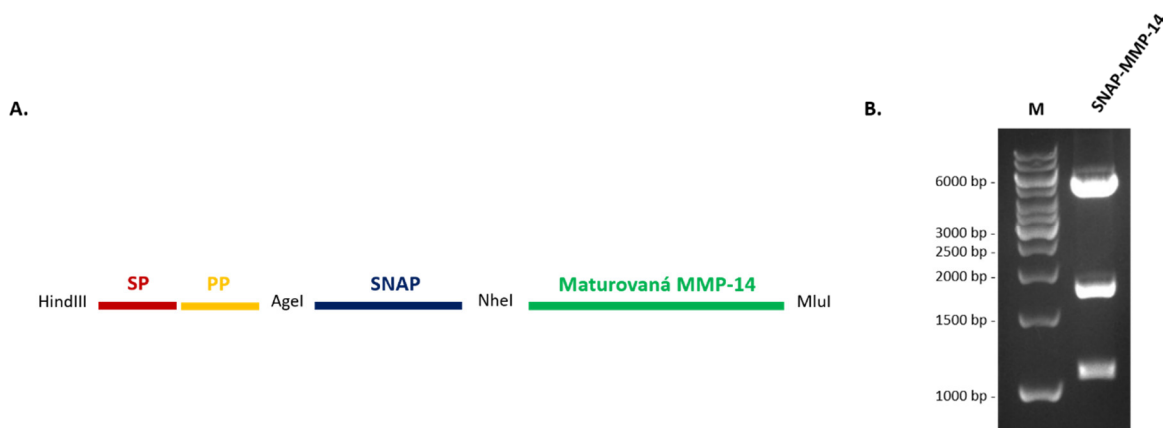 A.
SP
PP
SNAP
Maturovaná MMP-14
HindIII
AgeI
NheI
MluI
B.
M
SNAP-MMP-14
6000 bp -
3000 bp -
2500 bp -
2000 bp -
1500 bp -
1000 bp -